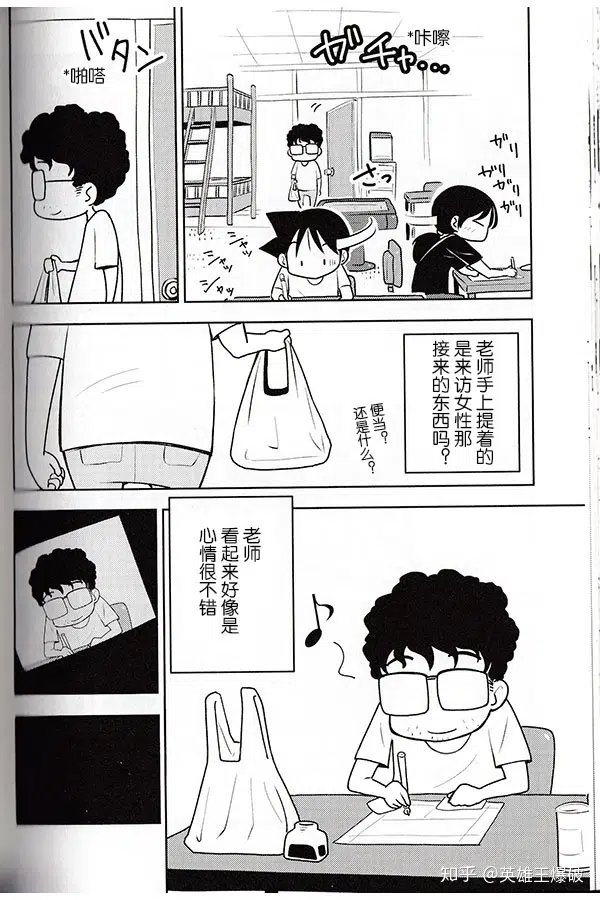 ガチャ…
*咔嚓
さっ
ガリ
ガリ
ガリ
シャッ
シャッ
シャッ
バタン
*啪嗒
老师手上提着的
是来访女性那
接来的东西吗？
便当？
还是什么？
老师
看起来好像是
心情很不错
知乎 @英雄王爆破